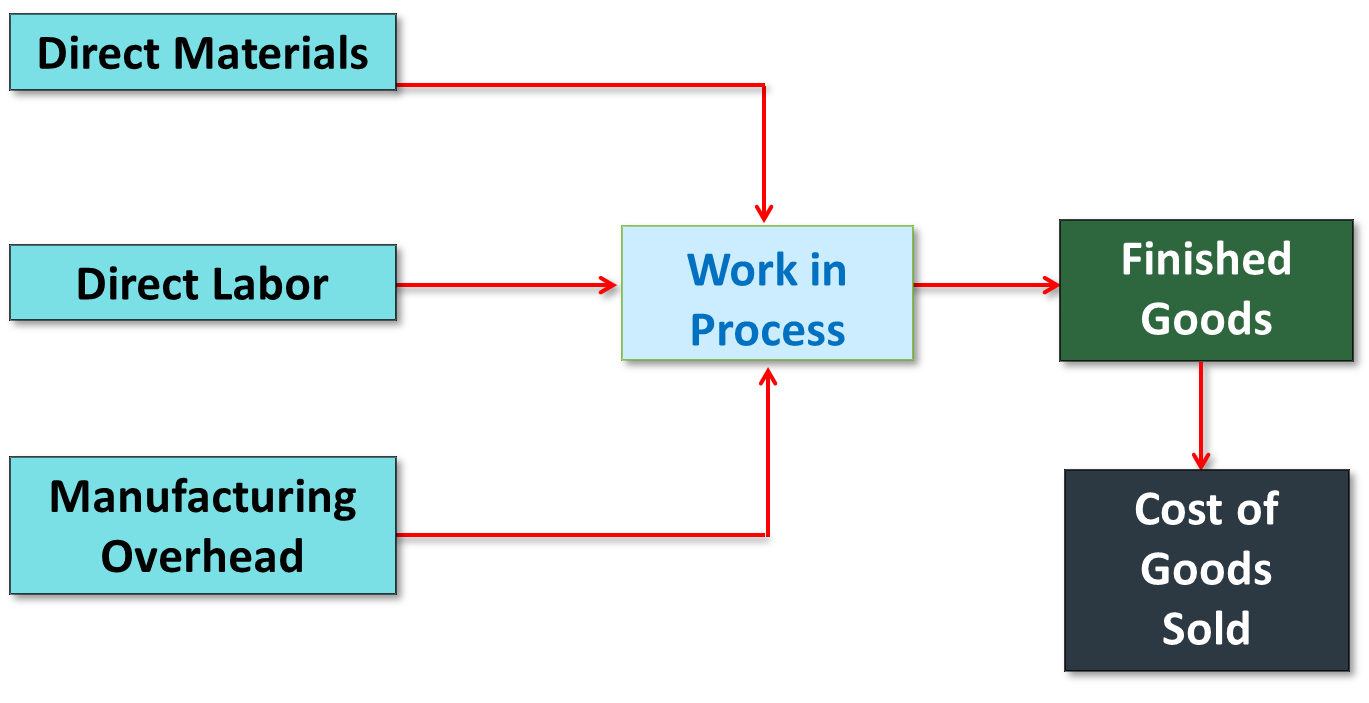 Direct Materials
Direct Labor
Manufacturing
Overhead
Work in
Process
Finished
Goods
Cost of
Goods
Sold